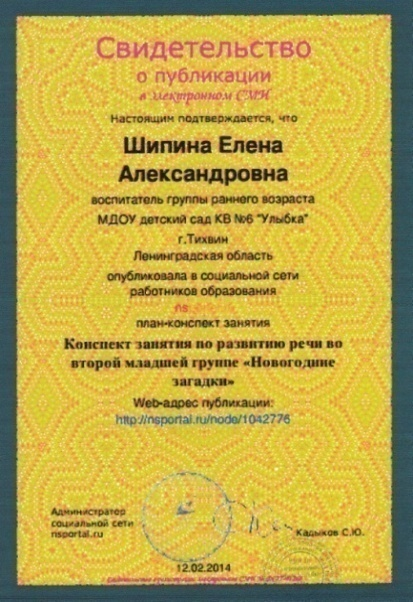 Свидетельство
о публикации
в электронном СМИ
Настоящим подтверждается, что
Шипина Елена
Александровна
воспитатель группы раннего возраста
МДОУ детский сад КВ №6 "Улыбка"
г.Тихвин
Ленинградская область
опубликовала в социальной сети
работников образования
ns
план-конспект занятия
Конспект занятия по развитию речи во
второй младшей группе «Новогодние
загадки»
Web-адрес публикации:
http://nsportal.ru/node/1042776
Администратор
социальной сети
nsportal.ru
Кадыков С.Ю.
12.02.2014